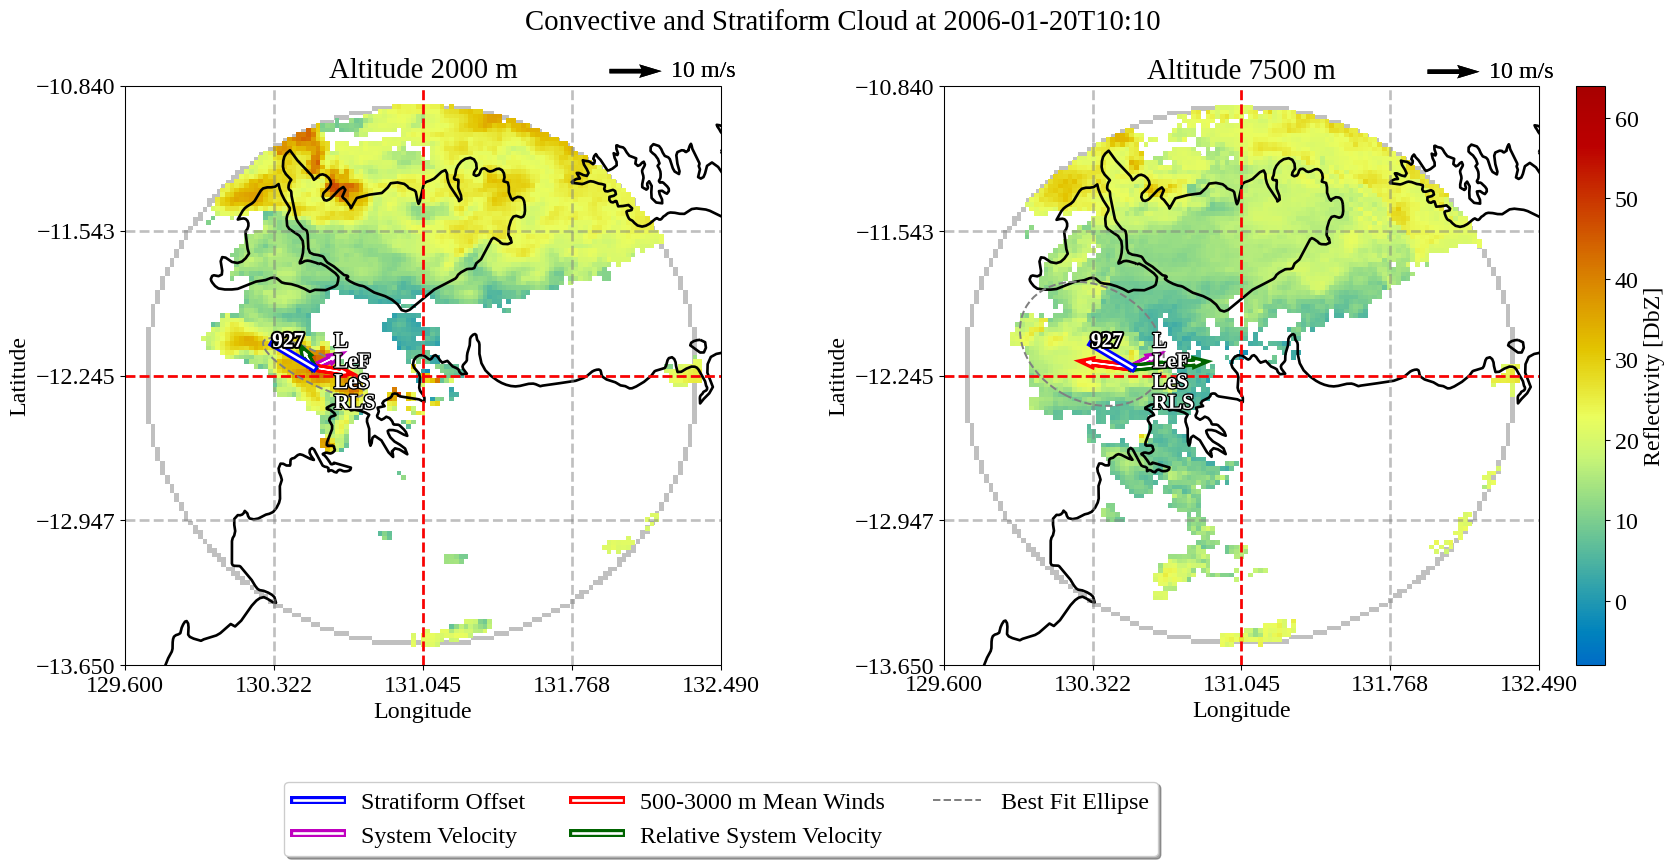 Convective and Stratiform Cloud at 2006-01-20T10:10
Altitude 2000 m
10 m/s
Altitude 7500 m
10 m/s
−10.840
−11.543
−12.245
−12.947
−13.650
Latitude
129.600
130.322
131.045
131.768
132.490
Longitude
927
L
LeF
LeS
RLS
−10.840
−11.543
−12.245
−12.947
−13.650
Latitude
129.600
130.322
131.045
131.768
132.490
Longitude
927
L
LeF
LeS
RLS
60
50
40
30
20
10
0
Reflectivity [DbZ]
Stratiform Offset
System Velocity
500-3000 m Mean Winds
Relative System Velocity
Best Fit Ellipse